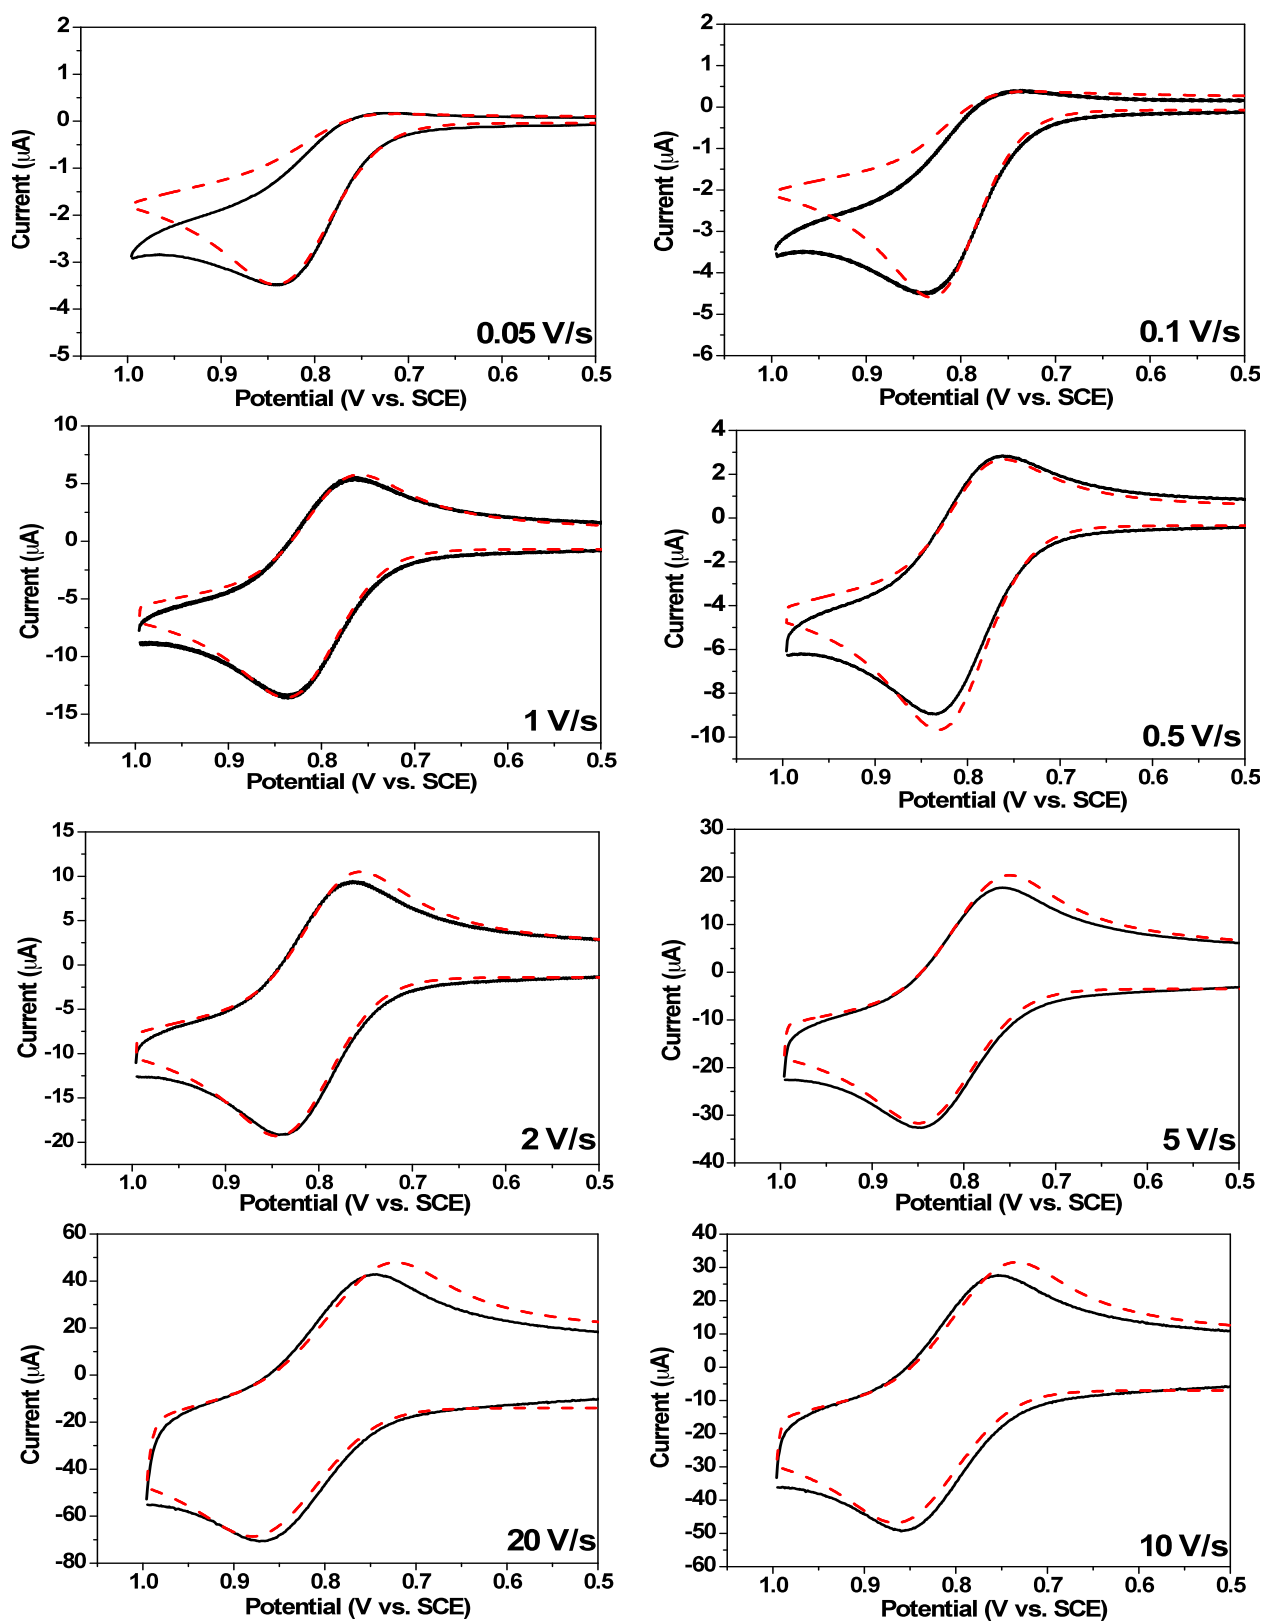 2
1
0
-1
-2
-3
-4
-5
Current (μA)
0.05 V/s
1.0 0.9 0.8 0.7 0.6 0.5
Potential (V vs. SCE)
2
1
0
-1
-2
-3
-4
-5
-6
Current (μA)
0.1 V/s
1.0 0.9 0.8 0.7 0.6 0.5
Potential (V vs. SCE)
10
5
0
-5
-10
-15
Current (μA)
1 V/s
1.0 0.9 0.8 0.7 0.6 0.5
Potential (V vs. SCE)
4
2
0
-2
-4
-6
-8
-10
Current (μA)
0.5 V/s
1.0 0.9 0.8 0.7 0.6 0.5
Potential (V vs. SCE)
15
10
5
0
-5
-10
-15
-20
Current (μA)
2 V/s
1.0 0.9 0.8 0.7 0.6 0.5
Potential (V vs. SCE)
30
20
10
0
-10
-20
-30
-40
Current (μA)
5 V/s
1.0 0.9 0.8 0.7 0.6 0.5
Potential (V vs. SCE)
60
40
20
0
-20
-40
-60
-80
Current (μA)
20 V/s
1.0 0.9 0.8 0.7 0.6 0.5
Potential (V vs. SCE)
40
30
20
10
0
-10
-20
-30
-40
-50
-60
Current (μA)
10 V/s
1.0 0.9 0.8 0.7 0.6 0.5
Potential (V vs. SCE)